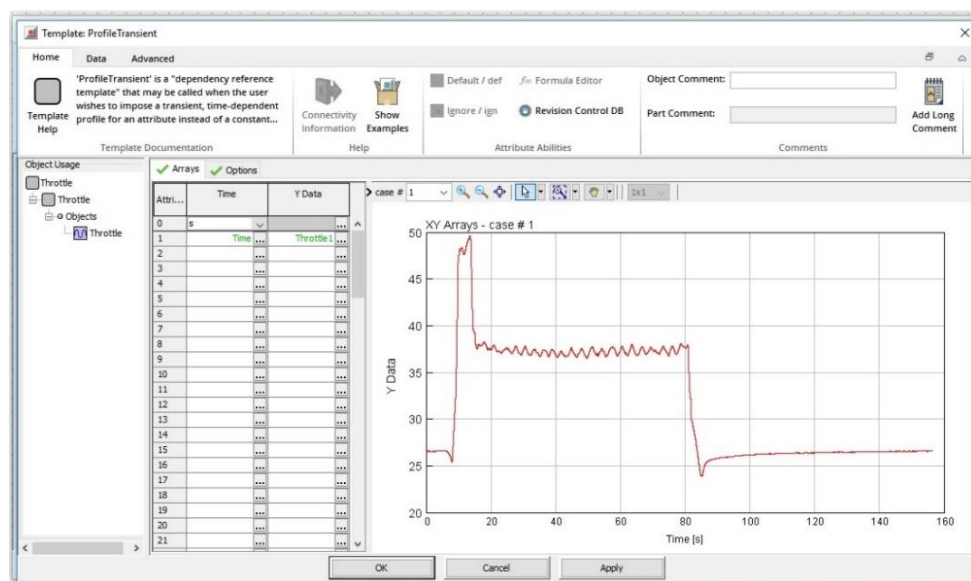 Template: ProfileTransient
Home Data Advanced
Template Help
'ProfileTransient' is a "dependency reference
template" that may be called when the user
wishes to impose a transient, time-dependent
profile for an attribute instead of a constant...
Template Documentation
Connectivity Information
Show Examples
Help
Default / def
Formula Editor
Ignore / ign
Revision Control DB
Attribute Abilities
Object Comment:
Part Comment:
Add Long Comment
Comments
Object Usage
Throttle
Throttle
Objects
Throttle
Arrays Options
Attri... Time Y Data
0 s ...
1 Time ... Throttle1 ...
2 ... ...
3 ... ...
4 ... ...
5 ... ...
6 ... ...
7 ... ...
8 ... ...
9 ... ...
10 ... ...
11 ... ...
12 ... ...
13 ... ...
14 ... ...
15 ... ...
16 ... ...
17 ... ...
18 ... ...
19 ... ...
20 ... ...
21 ... ...
case # 1
1x1
XY Arrays - case # 1
50
45
40
35
30
25
20
Y Data
0 20 40 60 80 100 120 140 160
Time [s]
OK Cancel Apply